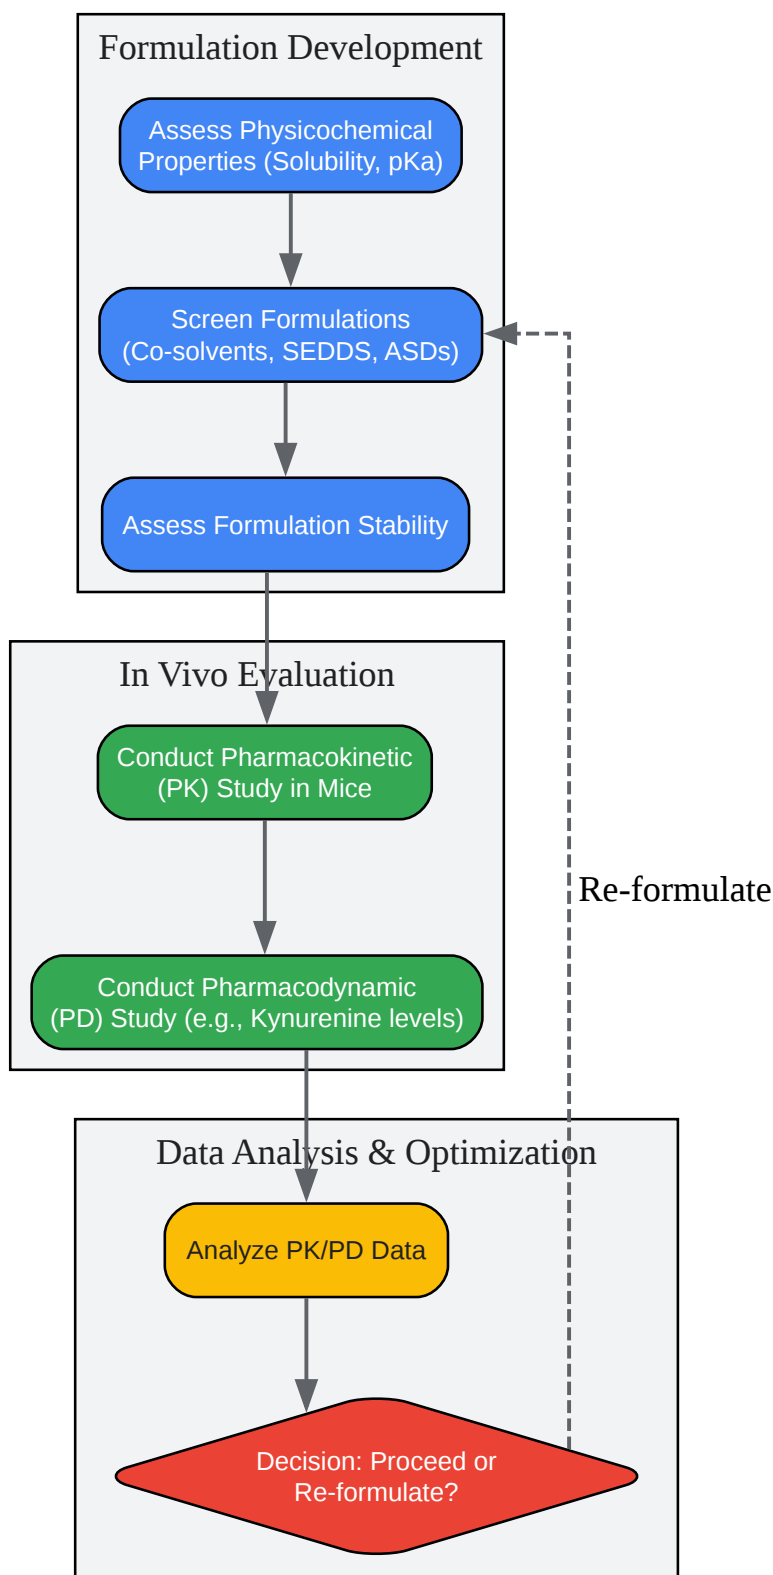 Formulation Development
Assess Physicochemical
Properties (Solubility, pKa)
Screen Formulations
(Co-solvents, SEDDS, ASDs)
Assess Formulation Stability
In Vivo Evaluation
Conduct Pharmacokinetic
(PK) Study in Mice
Re-formulate
Conduct Pharmacodynamic
(PD) Study (e.g., Kynurenine levels)
Data Analysis & Optimization
Analyze PK/PD Data
Decision: Proceed or
Re-formulate?